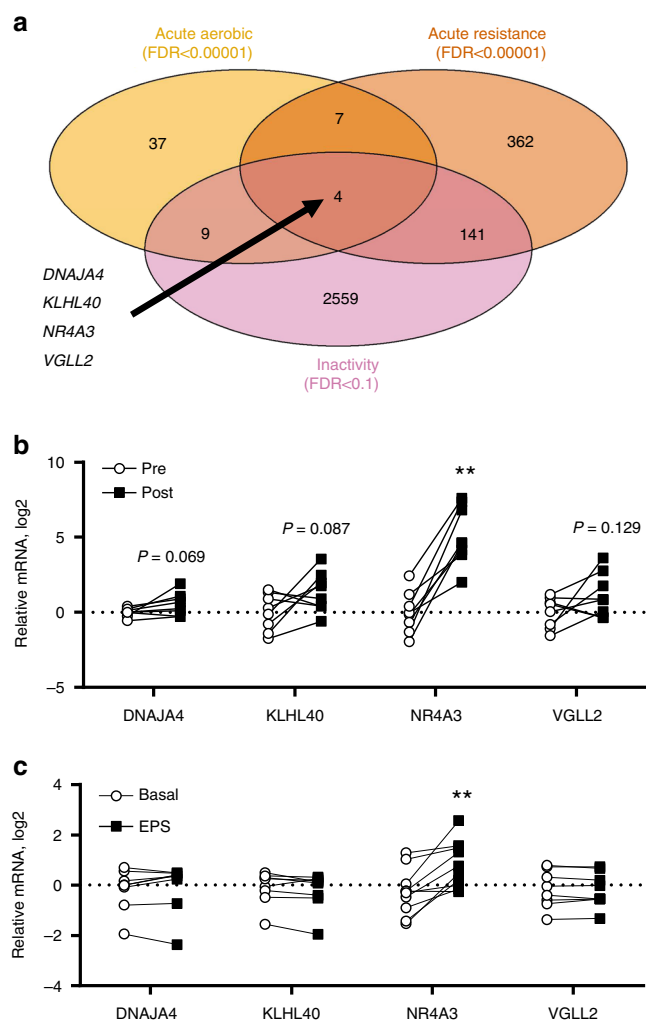 a
Acute aerobic
(FDR<0.00001)
Acute resistance
(FDR<0.00001)
37
7
362
4
9
141
2559
DNAJA4
KLHL40
NR4A3
VGLL2
Inactivity
(FDR<0.1)
b
Relative mRNA, log2
10
5
0
–5
Pre
Post
P = 0.069
P = 0.087
**
P = 0.129
DNAJA4
KLHL40
NR4A3
VGLL2
c
Relative mRNA, log2
4
2
0
–2
–4
Basal
EPS
**
DNAJA4
KLHL40
NR4A3
VGLL2